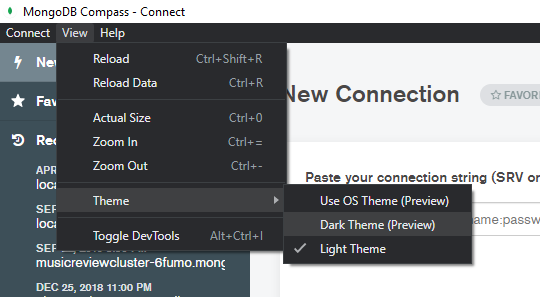 MongoDB Compass - Connect
Connect View Help
Reload Ctrl+Shift+R
Reload Data Ctrl+R
Actual Size Ctrl+0
Zoom In Ctrl+=
Zoom Out Ctrl+-
Theme
Toggle DevTools Alt+Ctrl+I
Use OS Theme (Preview)
Dark Theme (Preview)
Light Theme
New Connection
FAVORI
Paste your connection string (SRV or
name:passw
Ne
Fav
Rec
APR
loca
SEP
loca
SEP
musicreviewcluster-6fumo.mong
DEC 25, 2018 11:00 PM